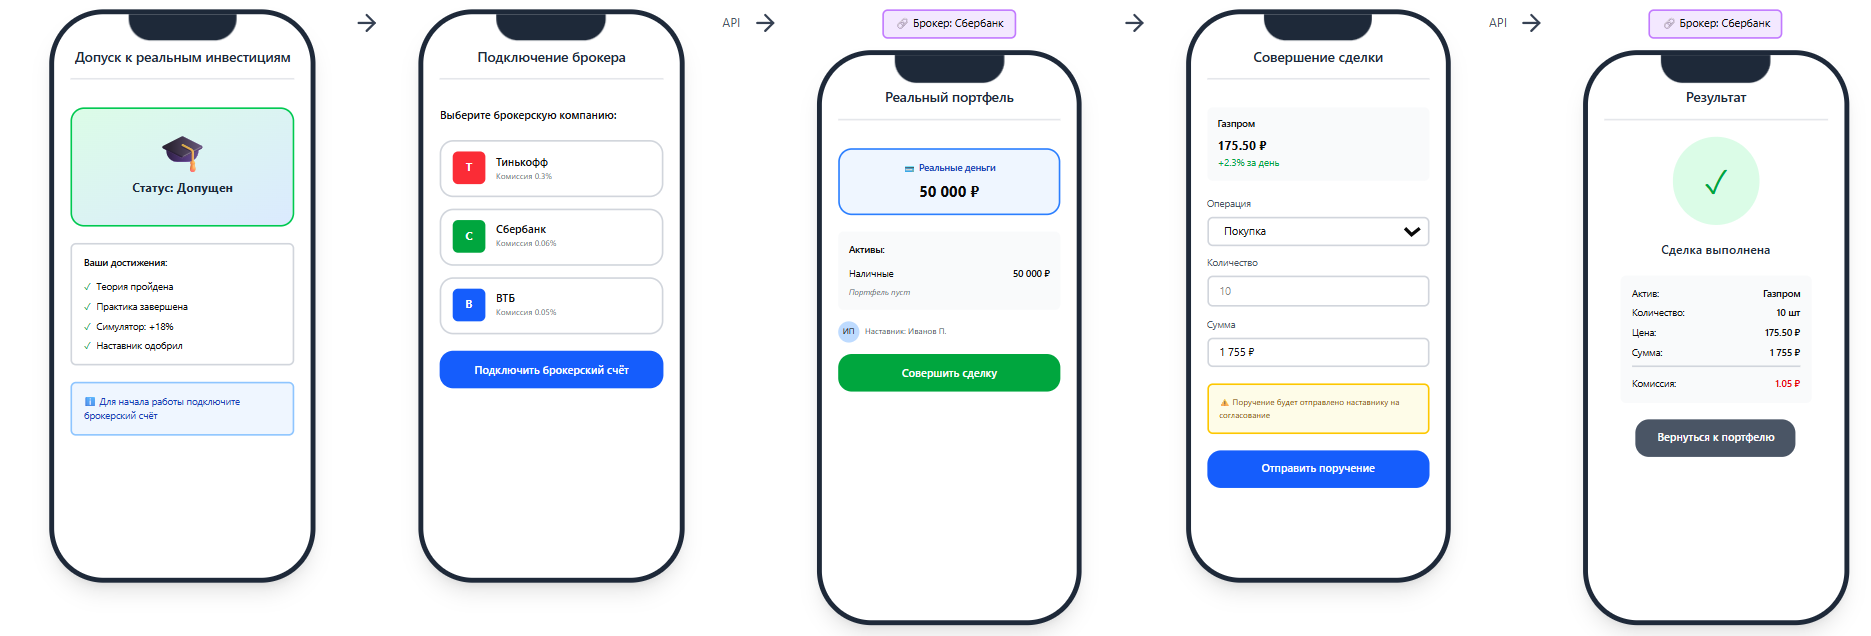 Допуск к реальным инвестициям
Статус: Допущен
Ваши достижения:
✓ Теория пройдена
✓ Практика завершена
✓ Симулятор: +18%
✓ Наставник одобрил
Для начала работы подключите
брокерский счёт
Подключение брокера
Выберите брокерскую компанию:
Т
Тинькофф
Комиссия 0.3%
С
Сбербанк
Комиссия 0.06%
В
ВТБ
Комиссия 0.05%
Подключить брокерский счёт
API
Брокер: Сбербанк
Реальный портфель
Реальные деньги
50 000 ₽
Активы:
Наличные 50 000 ₽
Портфель пуст
ИП Наставник: Иванов П.
Совершить сделку
Совершение сделки
Газпром
175.50 ₽
+2.3% за день
Операция
Покупка
Количество
10
Сумма
1 755 ₽
Поручение будет отправлено наставнику на
согласование
Отправить поручение
API
Брокер: Сбербанк
Результат
✓
Сделка выполнена
Актив: Газпром
Количество: 10 шт
Цена: 175.50 ₽
Сумма: 1 755 ₽
Комиссия: 1.05 ₽
Вернуться к портфелю